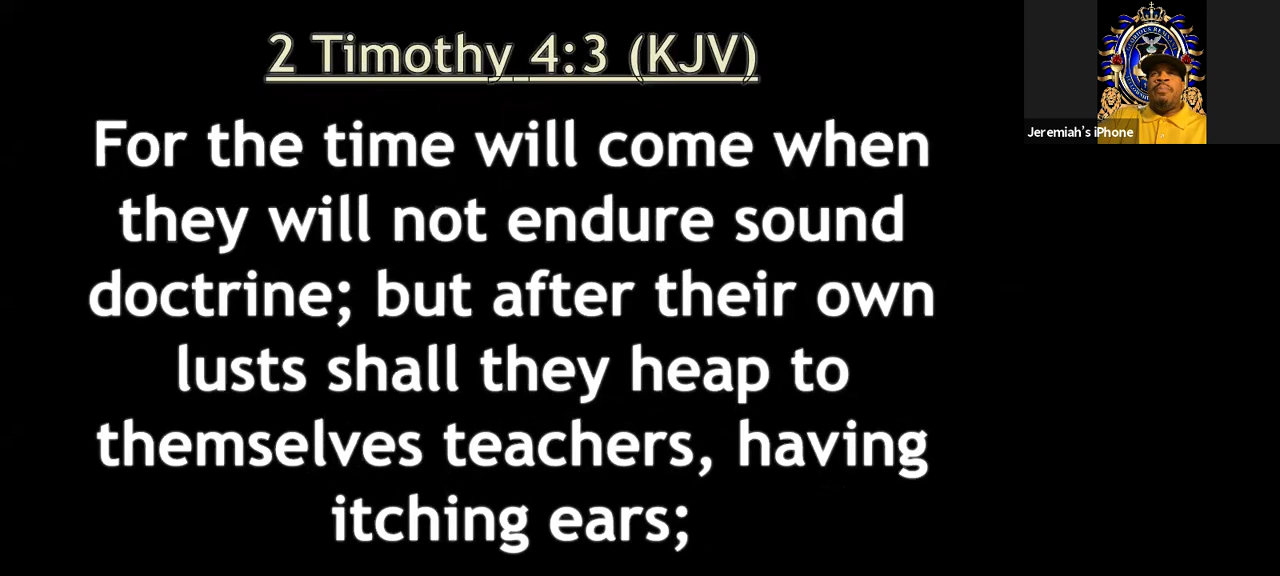 2 Timothy 4:3 (KJV)
For the time will come when
they will not endure sound
doctrine; but after their own
lusts shall they heap to
themselves teachers, having
itching ears;
Jeremiah's iPhone